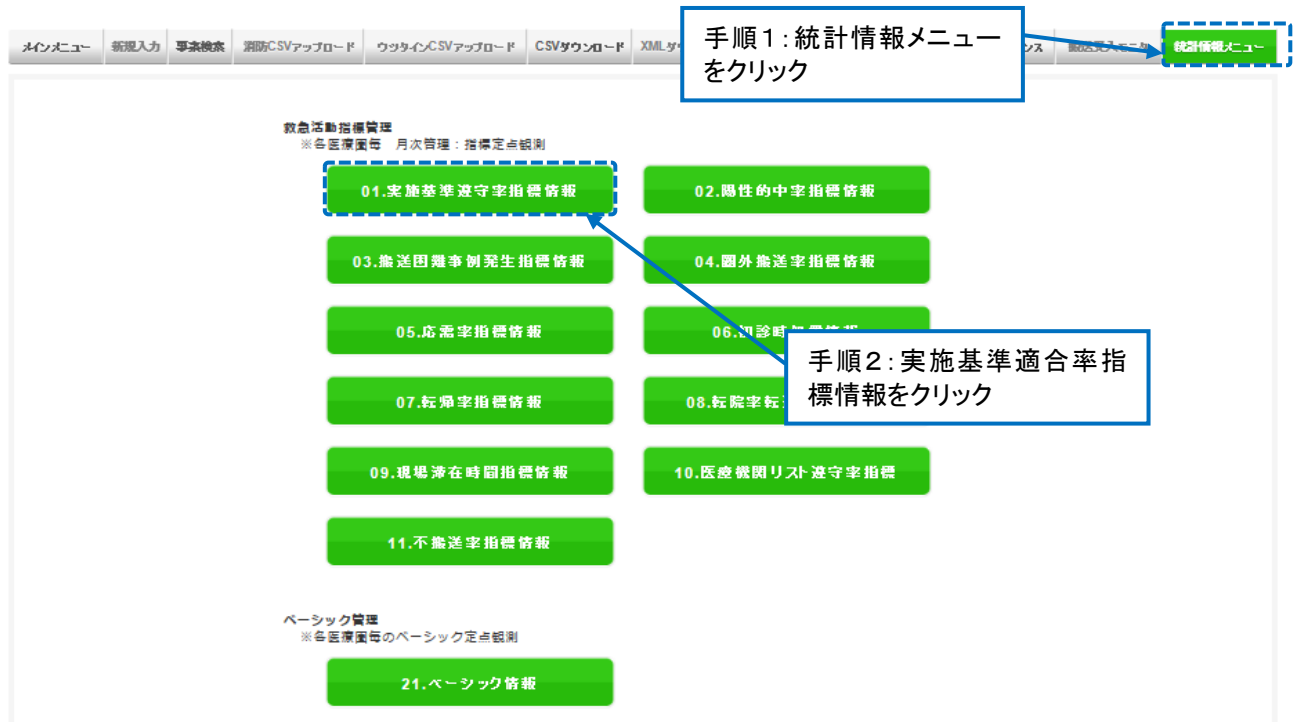 メインメニュー 新規入力 事案検索 消防CSVアップロード ウツタインCSVアップロード CSVダウンロード 統計情報メニュー
手順1:統計情報メニュー
をクリック
救急活動指標管理
※各医療圏毎 月次管理:指標定点観測
01.実施基準遵守率指標情報 02.陽性的中率指標情報
03.搬送困難事例発生指標情報 04.圏外搬送率指標情報
05.応需率指標情報
手順2:実施基準適合率指
標情報をクリック
07.転帰率指標情報
09.現場滞在時間指標情報 10.医療機関リスト遵守率指標
11.不搬送率指標情報
ベーシック管理
※各医療圏毎のベーシック定点観測
21.ベーシック情報